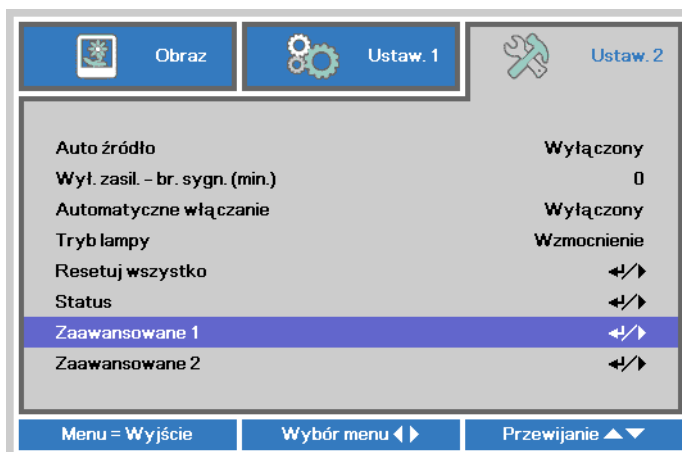 Obraz
Ustaw. 1
Ustaw. 2
Auto źródło Wyłączony
Wył. zasil. – br. sygn. (min.) 0
Automatyczne włączanie Wyłączony
Tryb lampy Wzmocnienie
Resetuj wszystko
Status
Zaawansowane 1
Zaawansowane 2
Menu = Wyjście Wybór menu Przewijanie